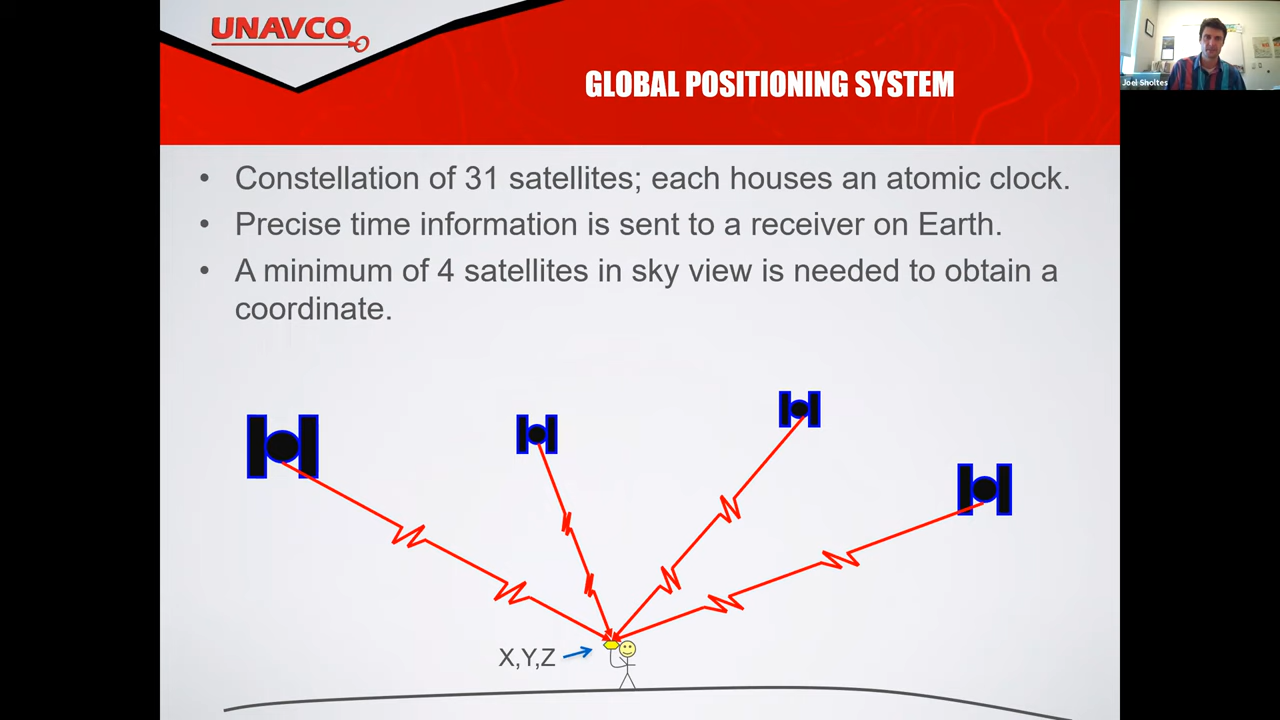 UNAVCO
GLOBAL POSITIONING SYSTEM
Joel Sholtes
• Constellation of 31 satellites; each houses an atomic clock.
• Precise time information is sent to a receiver on Earth.
• A minimum of 4 satellites in sky view is needed to obtain a
coordinate.
X,Y,Z